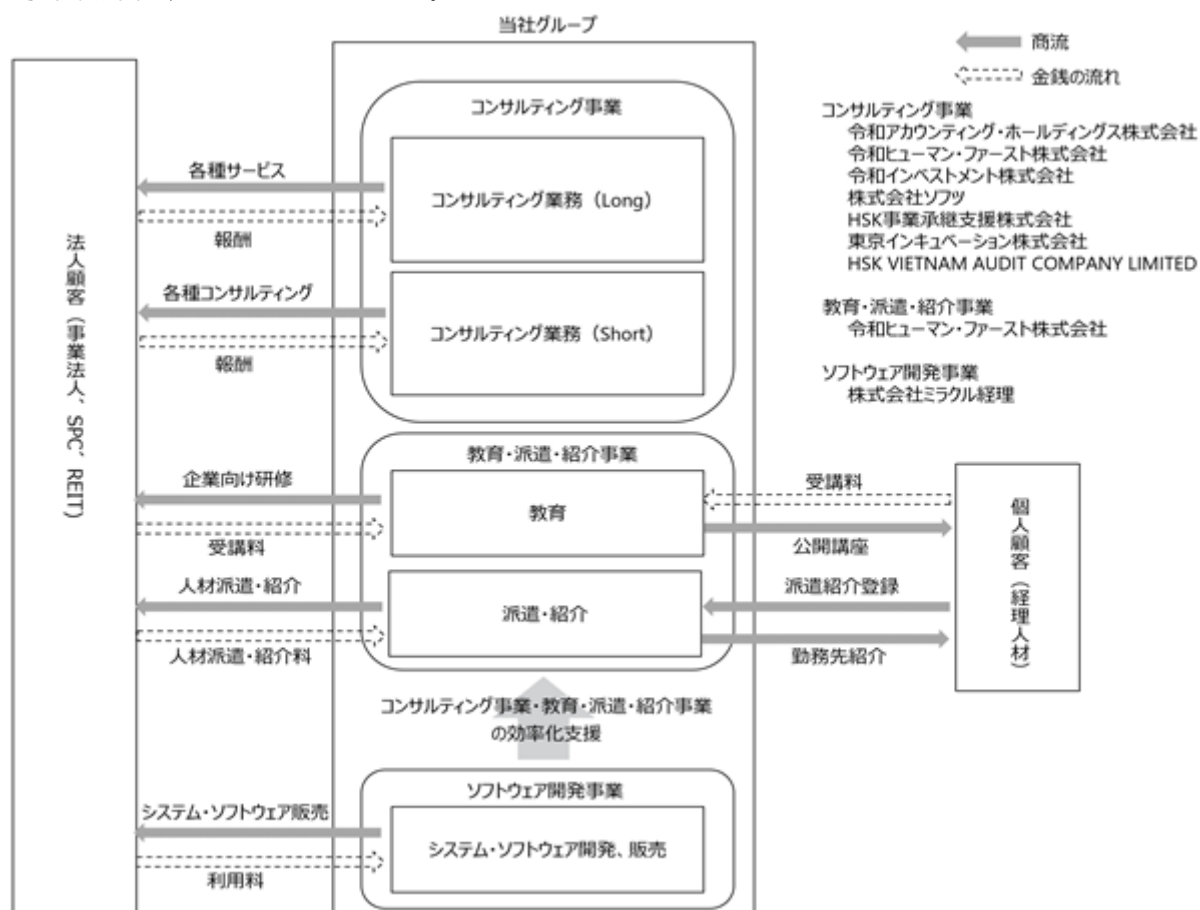 当社グループ
商流
金銭の流れ
コンサルティング事業
令和アカウンティング・ホールディングス株式会社
令和ヒューマン・ファースト株式会社
令和インベストメント株式会社
株式会社ソフツ
HSK事業承継支援株式会社
東京インキュベーション株式会社
HSK VIETNAM AUDIT COMPANY LIMITED
教育・派遣・紹介事業
令和ヒューマン・ファースト株式会社
ソフトウェア開発事業
株式会社ミラクル経理
法人顧客（事業法人、SPC、REIT）
コンサルティング事業
各種サービス
コンサルティング業務（Long）
報酬
各種コンサルティング
コンサルティング業務（Short）
報酬
教育・派遣・紹介事業
企業向け研修
教育
受講料
受講料
公開講座
人材派遣・紹介
派遣・紹介
人材派遣・紹介料
派遣紹介登録
勤務先紹介
個人顧客（経理人材）
コンサルティング事業・教育・派遣・紹介事業
の効率化支援
ソフトウェア開発事業
システム・ソフトウェア販売
システム・ソフトウェア開発、販売
利用料